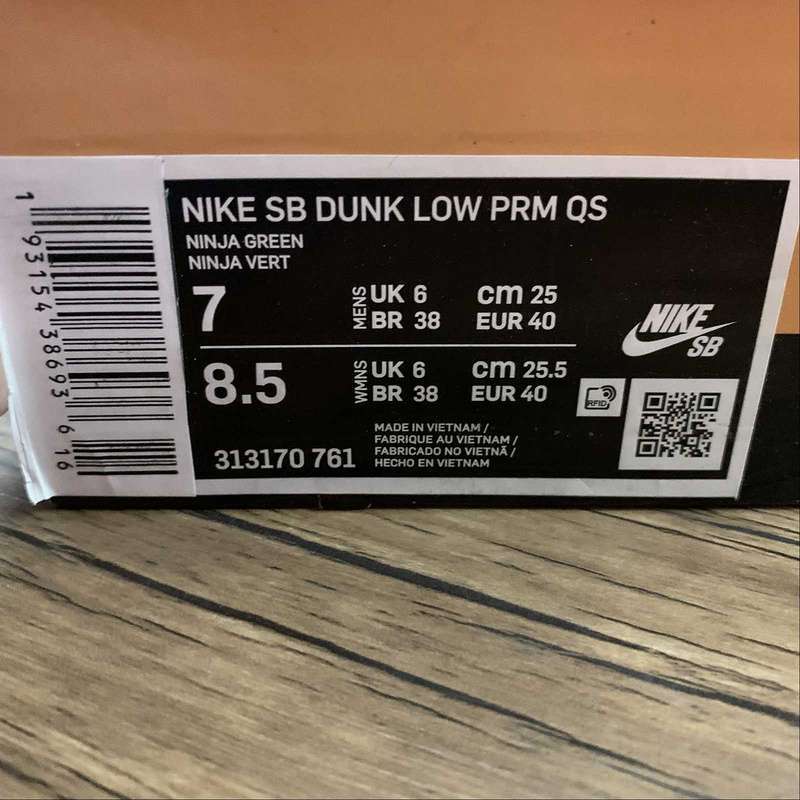 NIKE SB DUNK LOW PRM QS
NINJA GREEN
NINJA VERT
7 MENS UK 6 cm 25
BR 38 EUR 40
8.5 WMNS UK 6 cm 25.5
BR 38 EUR 40
313170 761
MADE IN VIETNAM /
FABRIQUE AU VIETNAM /
FABRICADO NO VIETNÃ /
HECHO EN VIETNAM
RFID
NIKE
SB
1 93154 38693 6 16